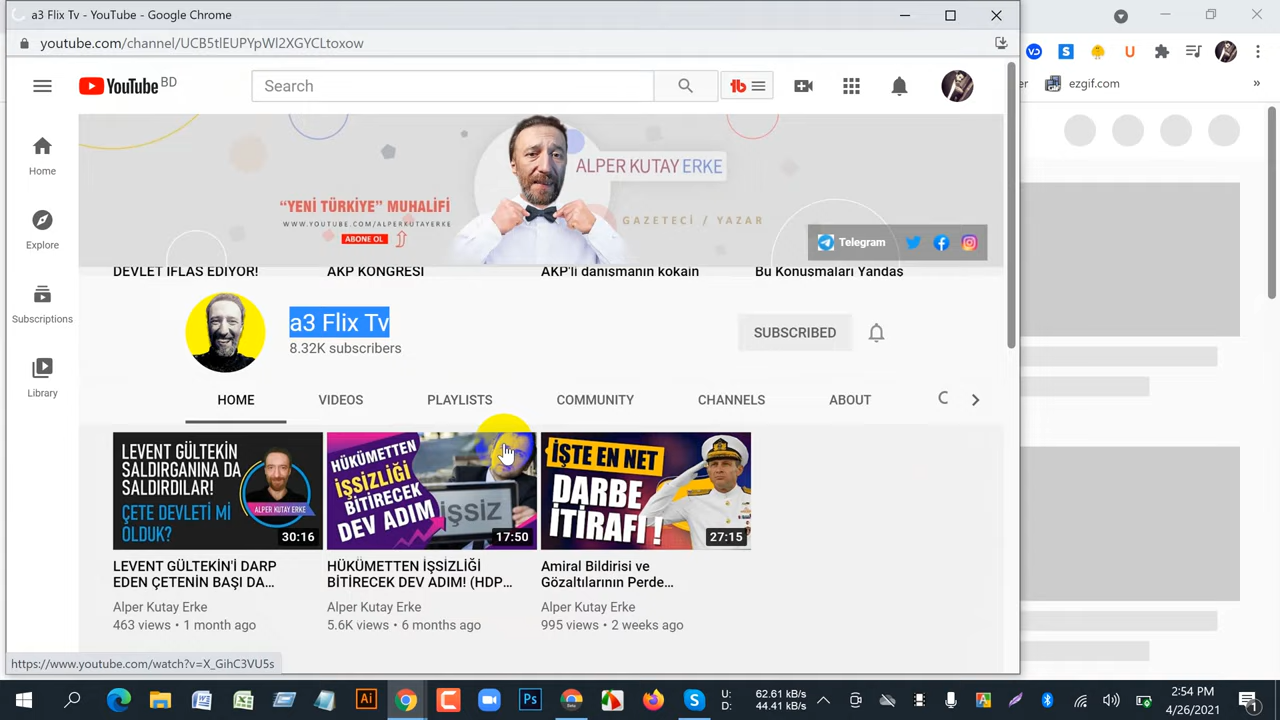 a3 Flix Tv - YouTube - Google Chrome
youtube.com/channel/UCB5tlEUPYpWI2XGYCLtoxow
ezgif.com
»
YouTube BD
Search
Home
Explore
Subscriptions
Library
ALPER KUTAY ERKE
"YENİ TÜRKİYE" MUHALİFİ
WWW.YOUTUBE.COM/ALPERKUTAYERKE
GAZETECİ / YAZAR
ABONE OL
Telegram
DEVLET İFLAS EDİYOR!
AKP KONGRESİ
AKP'li danışmanın kokain
Bu Konuşmaları Yandaş
a3 Flix Tv
8.32K subscribers
SUBSCRIBED
HOME
VIDEOS
PLAYLISTS
COMMUNITY
CHANNELS
ABOUT
LEVENT GÜLTEKİN
SALDIRGANINA DA
SALDIRDILAR!
ÇETE DEVLETİ Mİ
OLDUK?
ALPER KUTAY ERKE
30:16
HÜKÜMETTEN
İŞSİZLİĞİ
BİTİRECEK
DEV ADIM
işsiz
17:50
İŞTE EN NET
DARBE
İTİRAFI !
27:15
LEVENT GÜLTEKİN'İ DARP
EDEN ÇETENİN BAŞI DA...
Alper Kutay Erke
463 views • 1 month ago
HÜKÜMETTEN İŞSİZLİĞİ
BİTİRECEK DEV ADIM! (HDP...
Alper Kutay Erke
5.6K views • 6 months ago
Amiral Bildirisi ve
Gözaltılarının Perde...
Alper Kutay Erke
995 views • 2 weeks ago
https://www.youtube.com/watch?v=X_GihC3VU5s
U: 62.61 kB/s
D: 44.41 kB/s
2:54 PM
4/26/2021